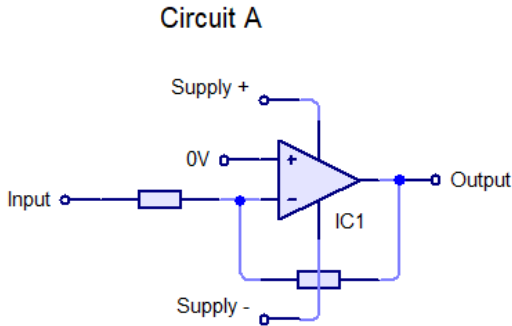 Circuit A
Supply +
0V
+
Input
Output
-
IC1
Supply -